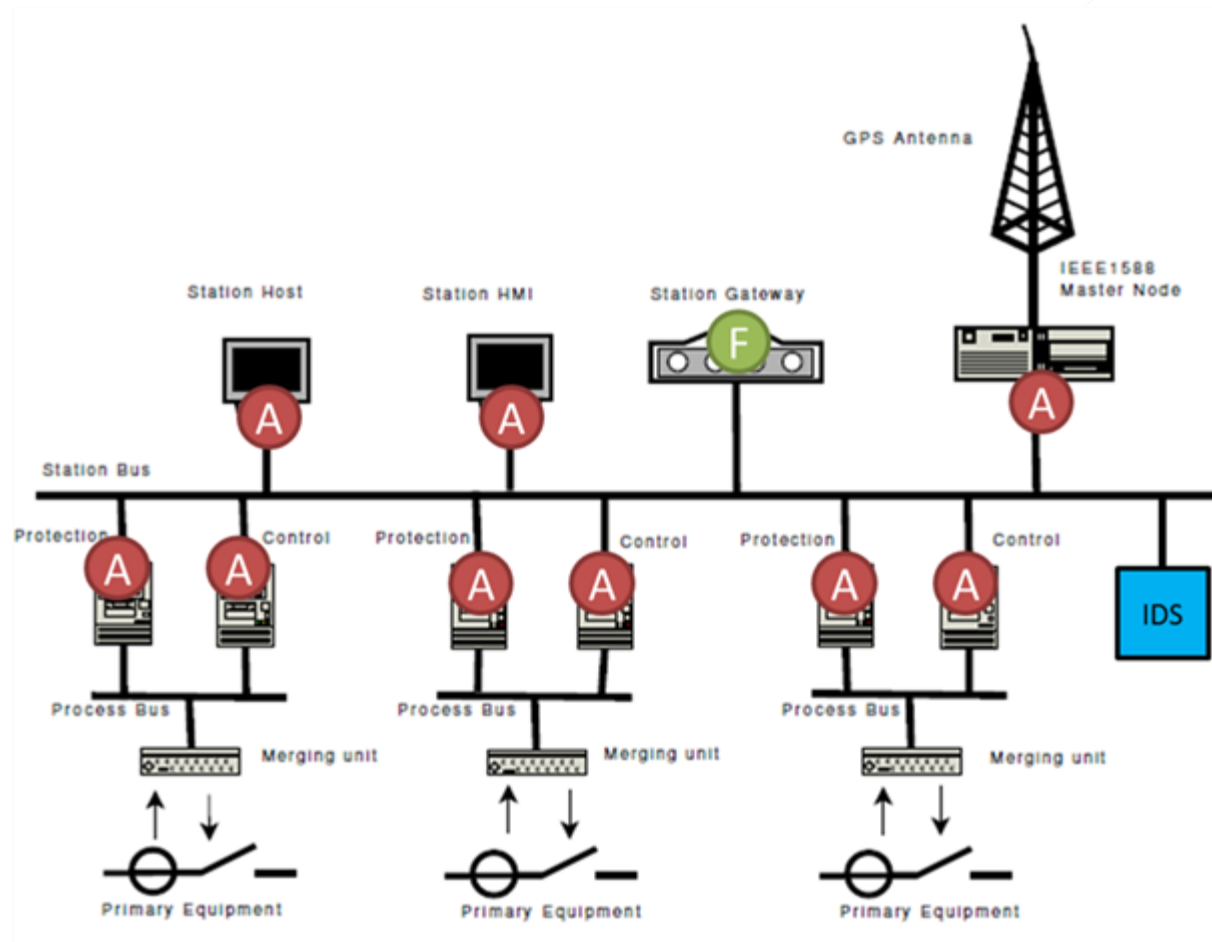 GPS Antenna
IEEE1588
Master Node
Station Host
Station HMI
Station Gateway
F
A
A
A
Station Bus
Protection
Control
Protection
Control
Protection
Control
A
A
A
A
A
A
IDS
Process Bus
Process Bus
Process Bus
Merging unit
Merging unit
Merging unit
Primary Equipment
Primary Equipment
Primary Equipment